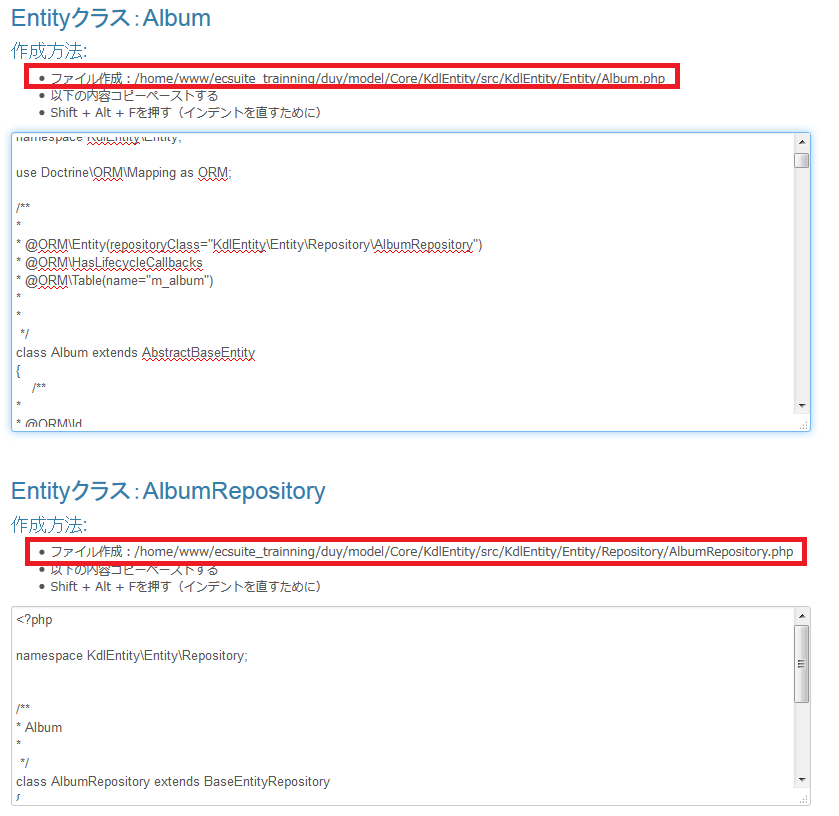 Entityクラス：Album
作成方法:
● ファイル作成：/home/www/ecsuite_trainning/duy/model/Core/KdlEntity/src/KdlEntity/Entity/Album.php
● 以下の内容コピーペーストする
● Shift + Alt + Fを押す（インデントを直すために）
namespace KdlEntity\Entity;
use Doctrine\ORM\Mapping as ORM;
/**
*
* @ORM\Entity(repositoryClass="KdlEntity\Entity\Repository\AlbumRepository")
* @ORM\HasLifecycleCallbacks
* @ORM\Table(name="m_album")
*
*
*/
class Album extends AbstractBaseEntity
{
/**
*
* @ORM\Id
Entityクラス：AlbumRepository
作成方法:
● ファイル作成：/home/www/ecsuite_trainning/duy/model/Core/KdlEntity/src/KdlEntity/Entity/Repository/AlbumRepository.php
● 以下の内容コピーペーストする
● Shift + Alt + Fを押す（インデントを直すために）
<?php
namespace KdlEntity\Entity\Repository;
/**
* Album
*
*/
class AlbumRepository extends BaseEntityRepository
{